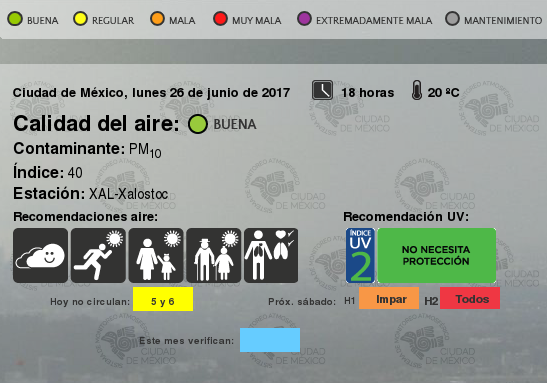 BUENA REGULAR MALA MUY MALA EXTREMADAMENTE MALA MANTENIMIENTO
Ciudad de México, lunes 26 de junio de 2017 18 horas 20 ºC
Calidad del aire: BUENA
Contaminante: PM10
Índice: 40
Estación: XAL-Xalostoc
Recomendaciones aire: Recomendación UV:
ÍNDICE
UV
2
NO NECESITA
PROTECCIÓN
Hoy no circulan: 5 y 6 Próx. sábado: H1 Impar H2 Todos
Este mes verifican:
CIUDAD
DE MÉXICO